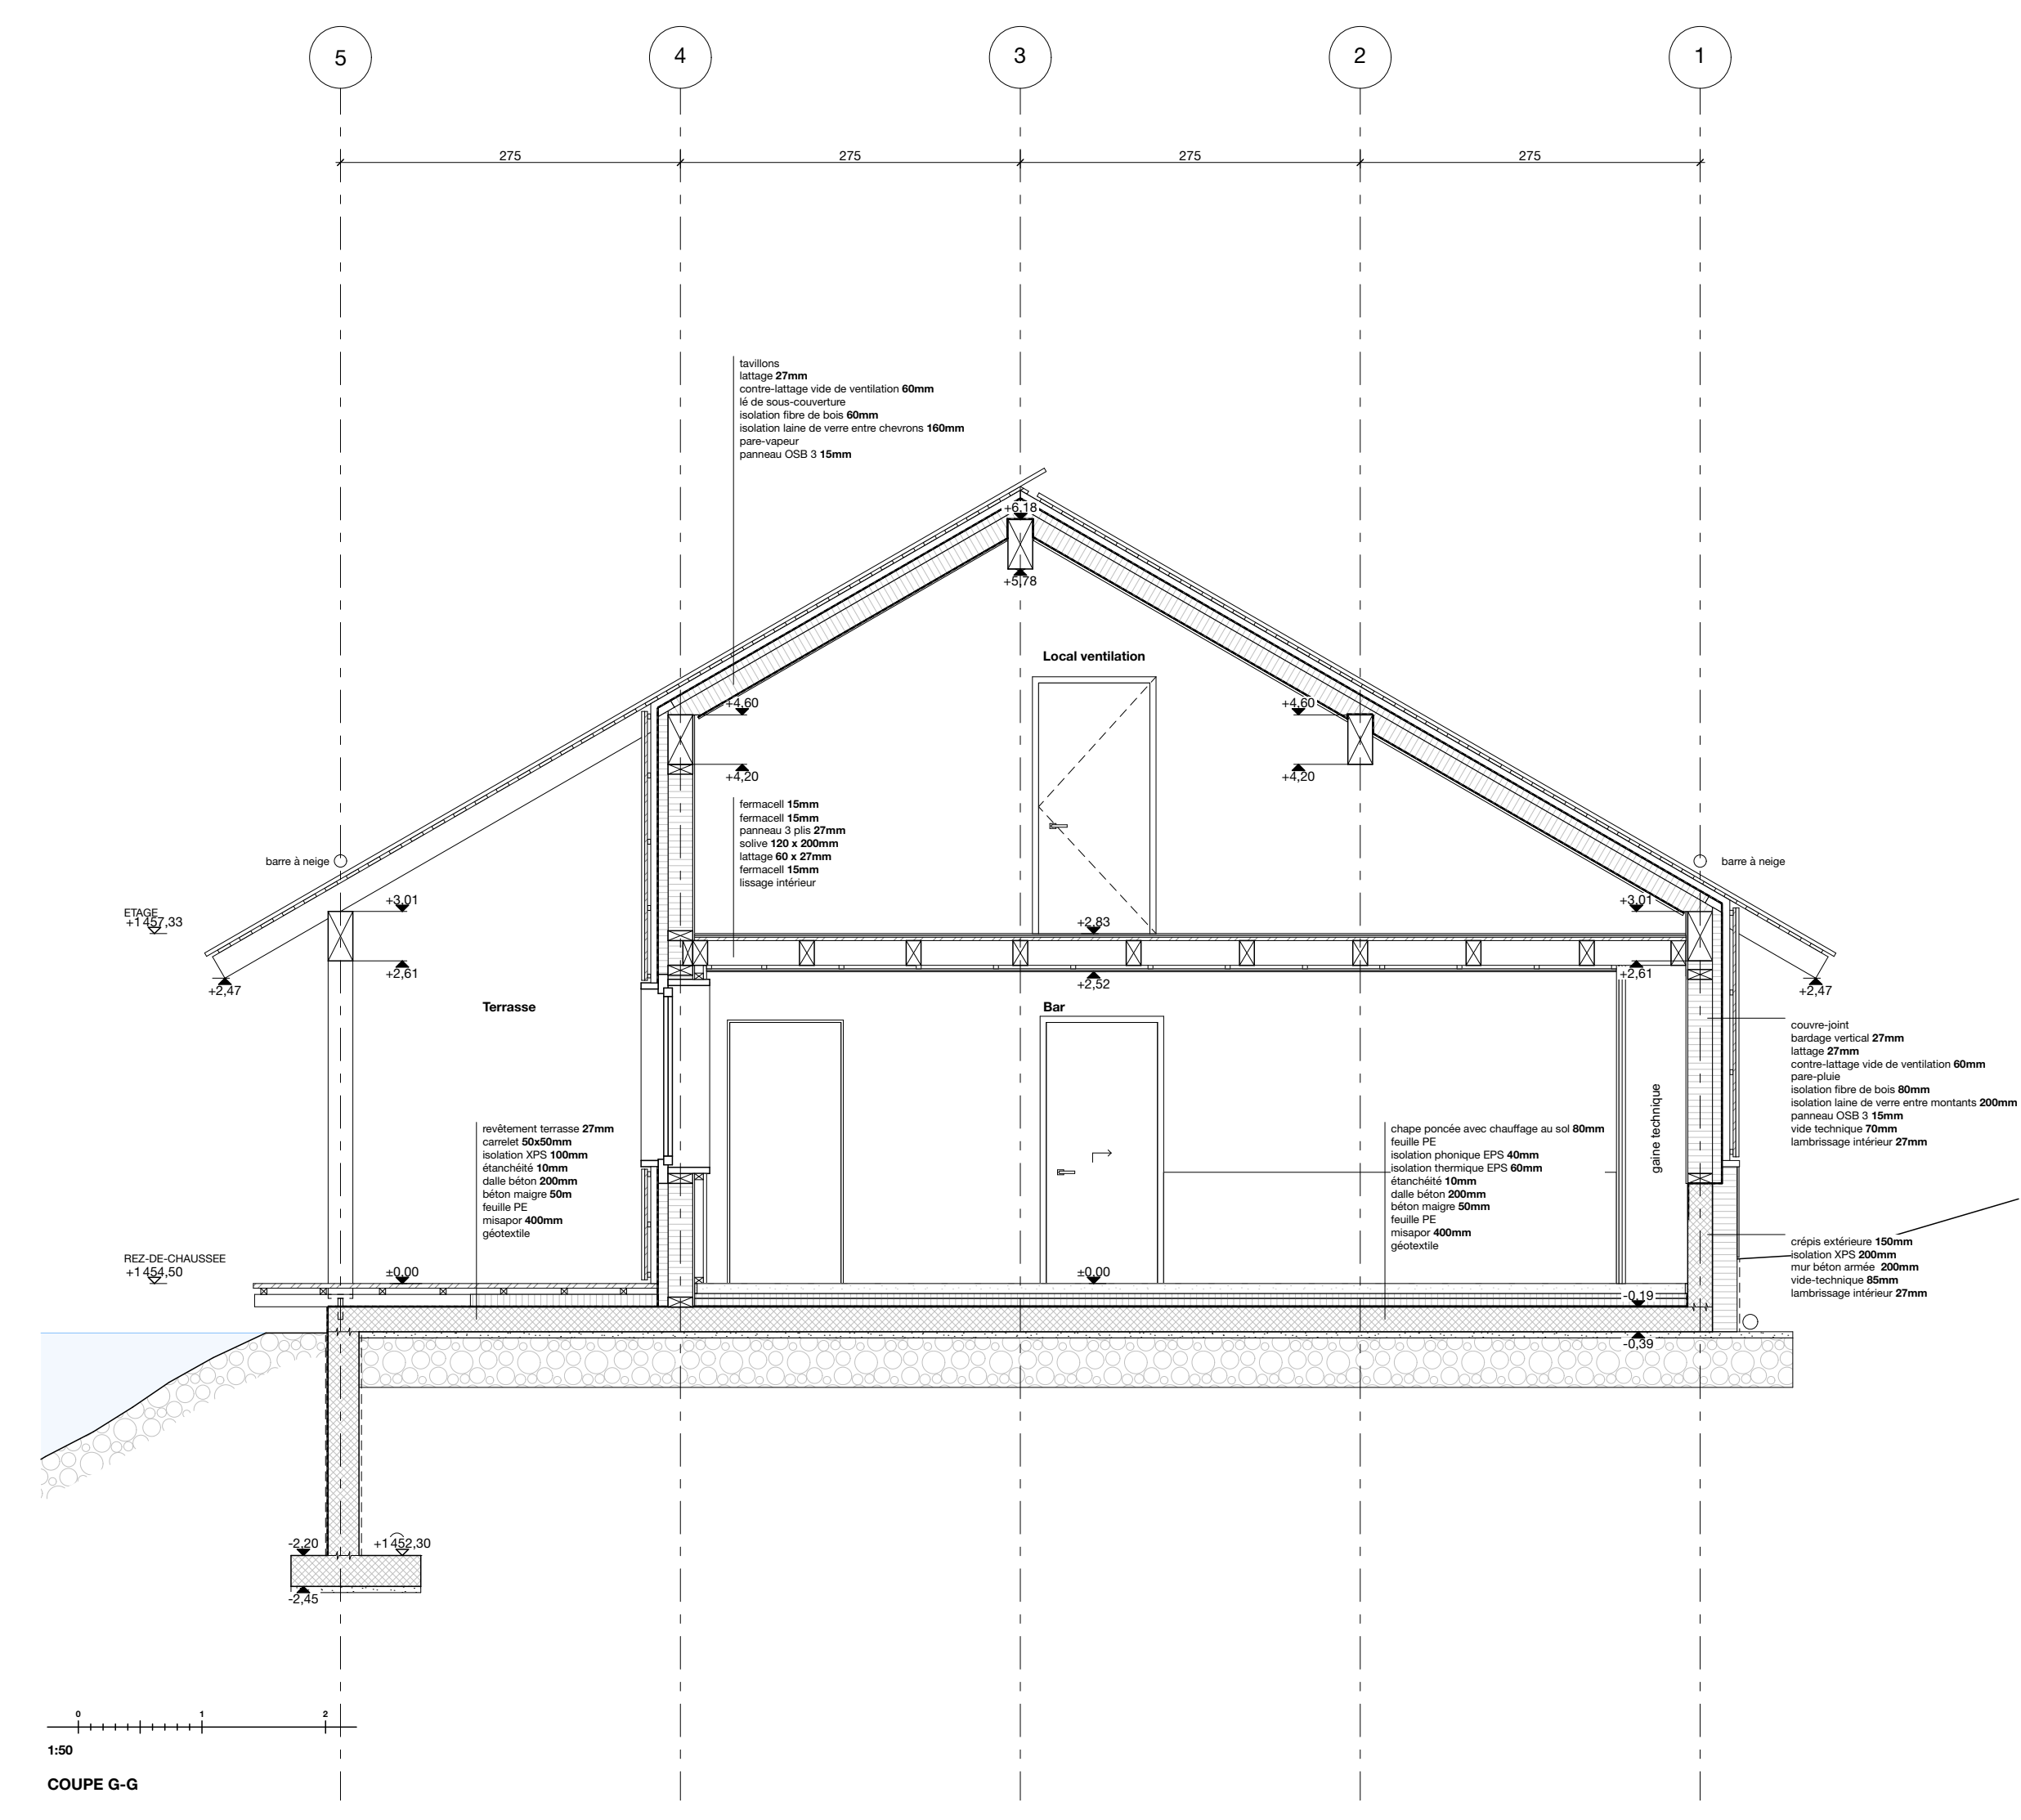 5 4 3 2 1
275 275 275 275
tavillons
lattage 27mm
contre-lattage vide de ventilation 60mm
lé de sous-couverture
isolation fibre de bois 60mm
isolation laine de verre entre chevrons 160mm
pare-vapeur
panneau OSB 3 15mm
+6,18
+5,78
Local ventilation
+4,60
+4,60
+4,20
+4,20
fermacell 15mm
fermacell 15mm
panneau 3 plis 27mm
solive 120 x 200mm
lattage 60 x 27mm
fermacell 15mm
lissage intérieur
barre à neige
barre à neige
ETAGE
+1 457,33
+3,01
+3,01
+2,83
+2,61
+2,61
+2,52
+2,47
+2,47
Terrasse
Bar
couvre-joint
bardage vertical 27mm
lattage 27mm
contre-lattage vide de ventilation 60mm
pare-pluie
isolation fibre de bois 80mm
isolation laine de verre entre montants 200mm
panneau OSB 3 15mm
vide technique 70mm
lambrissage intérieur 27mm
gaine technique
revêtement terrasse 27mm
carrelet 50x50mm
isolation XPS 100mm
étanchéité 10mm
dalle béton 200mm
béton maigre 50m
feuille PE
misapor 400mm
géotextile
chape poncée avec chauffage au sol 80mm
feuille PE
isolation phonique EPS 40mm
isolation thermique EPS 60mm
étanchéité 10mm
dalle béton 200mm
béton maigre 50mm
feuille PE
misapor 400mm
géotextile
crépis extérieure 150mm
isolation XPS 200mm
mur béton armée 200mm
vide-technique 85mm
lambrissage intérieur 27mm
REZ-DE-CHAUSSEE
+1 454,50
±0,00
±0,00
-0,19
-0,39
-2,20
+1 452,30
-2,45
0 1 2
1:50
COUPE G-G